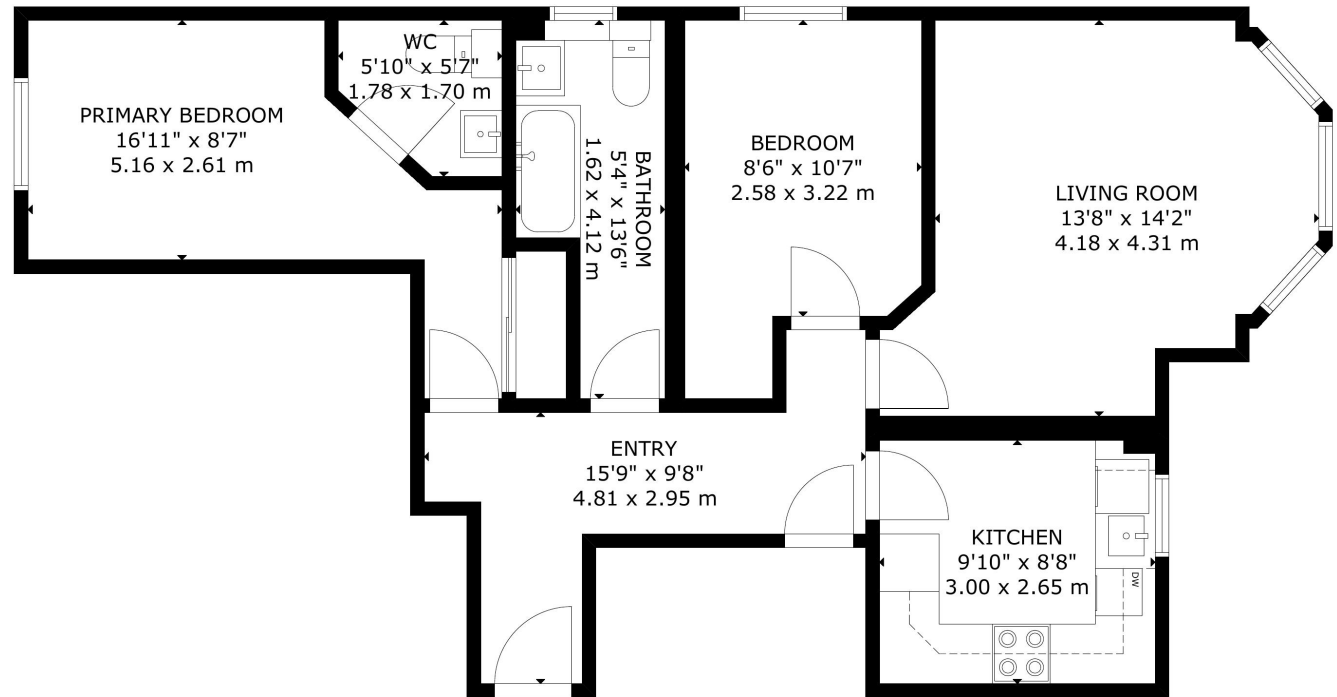 PRIMARY BEDROOM
16'11" x 8'7"
5.16 x 2.61 m
WC
5'10" x 5'7"
1.78 x 1.70 m
BATHROOM
5'4" x 13'6"
1.62 x 4.12 m
BEDROOM
8'6" x 10'7"
2.58 x 3.22 m
LIVING ROOM
13'8" x 14'2"
4.18 x 4.31 m
ENTRY
15'9" x 9'8"
4.81 x 2.95 m
KITCHEN
9'10" x 8'8"
3.00 x 2.65 m
DW